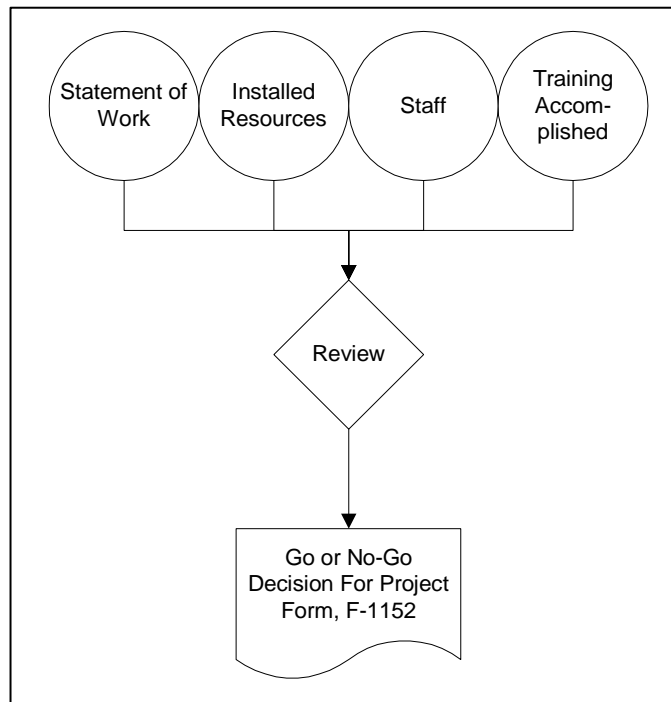 Statement of
Work
Installed
Resources
Staff
Training
Accom-
plished
Review
Go or No-Go
Decision For Project
Form, F-1152